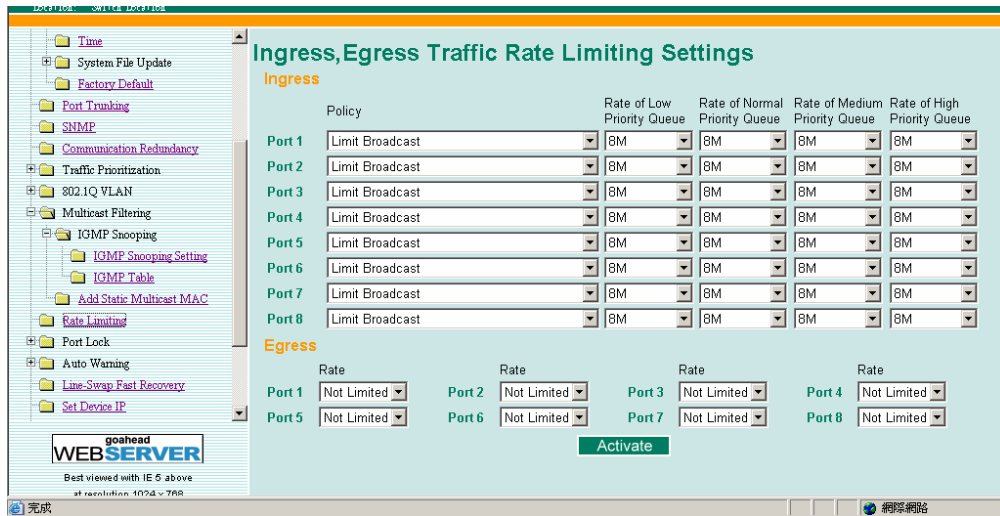 Location: Switch Location
Time
System File Update
Factory Default
Port Trunking
SNMP
Communication Redundancy
Traffic Prioritization
802.1Q VLAN
Multicast Filtering
IGMP Snooping
IGMP Snooping Setting
IGMP Table
Add Static Multicast MAC
Rate Limiting
Port Lock
Auto Warning
Line-Swap Fast Recovery
Set Device IP
goahead
WEBSERVER
Best viewed with IE 5 above
at resolution 1024 x 768
Ingress,Egress Traffic Rate Limiting Settings
Ingress
Policy Rate of Low Priority Queue Rate of Normal Priority Queue Rate of Medium Priority Queue Rate of High Priority Queue
Port 1 Limit Broadcast 8M 8M 8M 8M
Port 2 Limit Broadcast 8M 8M 8M 8M
Port 3 Limit Broadcast 8M 8M 8M 8M
Port 4 Limit Broadcast 8M 8M 8M 8M
Port 5 Limit Broadcast 8M 8M 8M 8M
Port 6 Limit Broadcast 8M 8M 8M 8M
Port 7 Limit Broadcast 8M 8M 8M 8M
Port 8 Limit Broadcast 8M 8M 8M 8M
Egress
Rate Rate Rate Rate
Port 1 Not Limited Port 2 Not Limited Port 3 Not Limited Port 4 Not Limited
Port 5 Not Limited Port 6 Not Limited Port 7 Not Limited Port 8 Not Limited
Activate
完成 網際網路